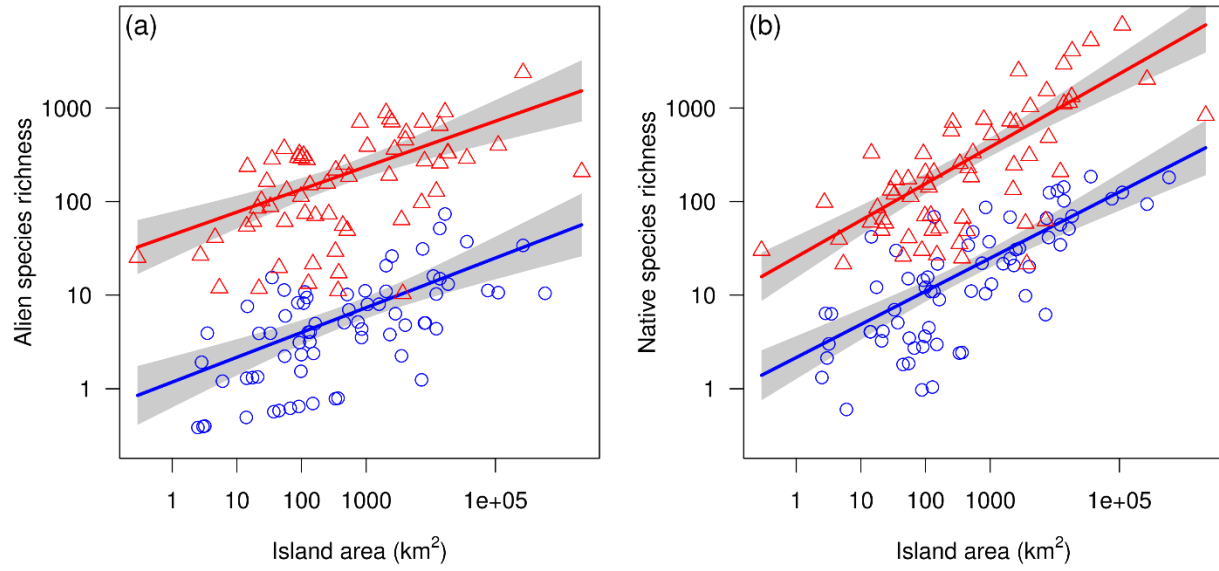 (a)
Alien species richness
1000
100
10
1
1 10 100 1000 1e+05
Island area (km²)
(b)
Native species richness
1000
100
10
1
1 10 100 1000 1e+05
Island area (km²)